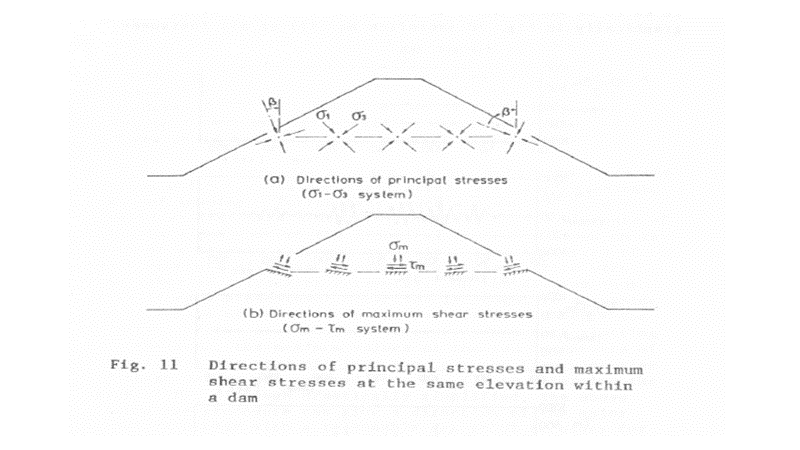 β
σ1 σ3
β
(a) Directions of principal stresses
(σ1-σ3 system)
σm
τm
(b) Directions of maximum shear stresses
(σm - τm system)
Fig. 11 Directions of principal stresses and maximum
shear stresses at the same elevation within
a dam